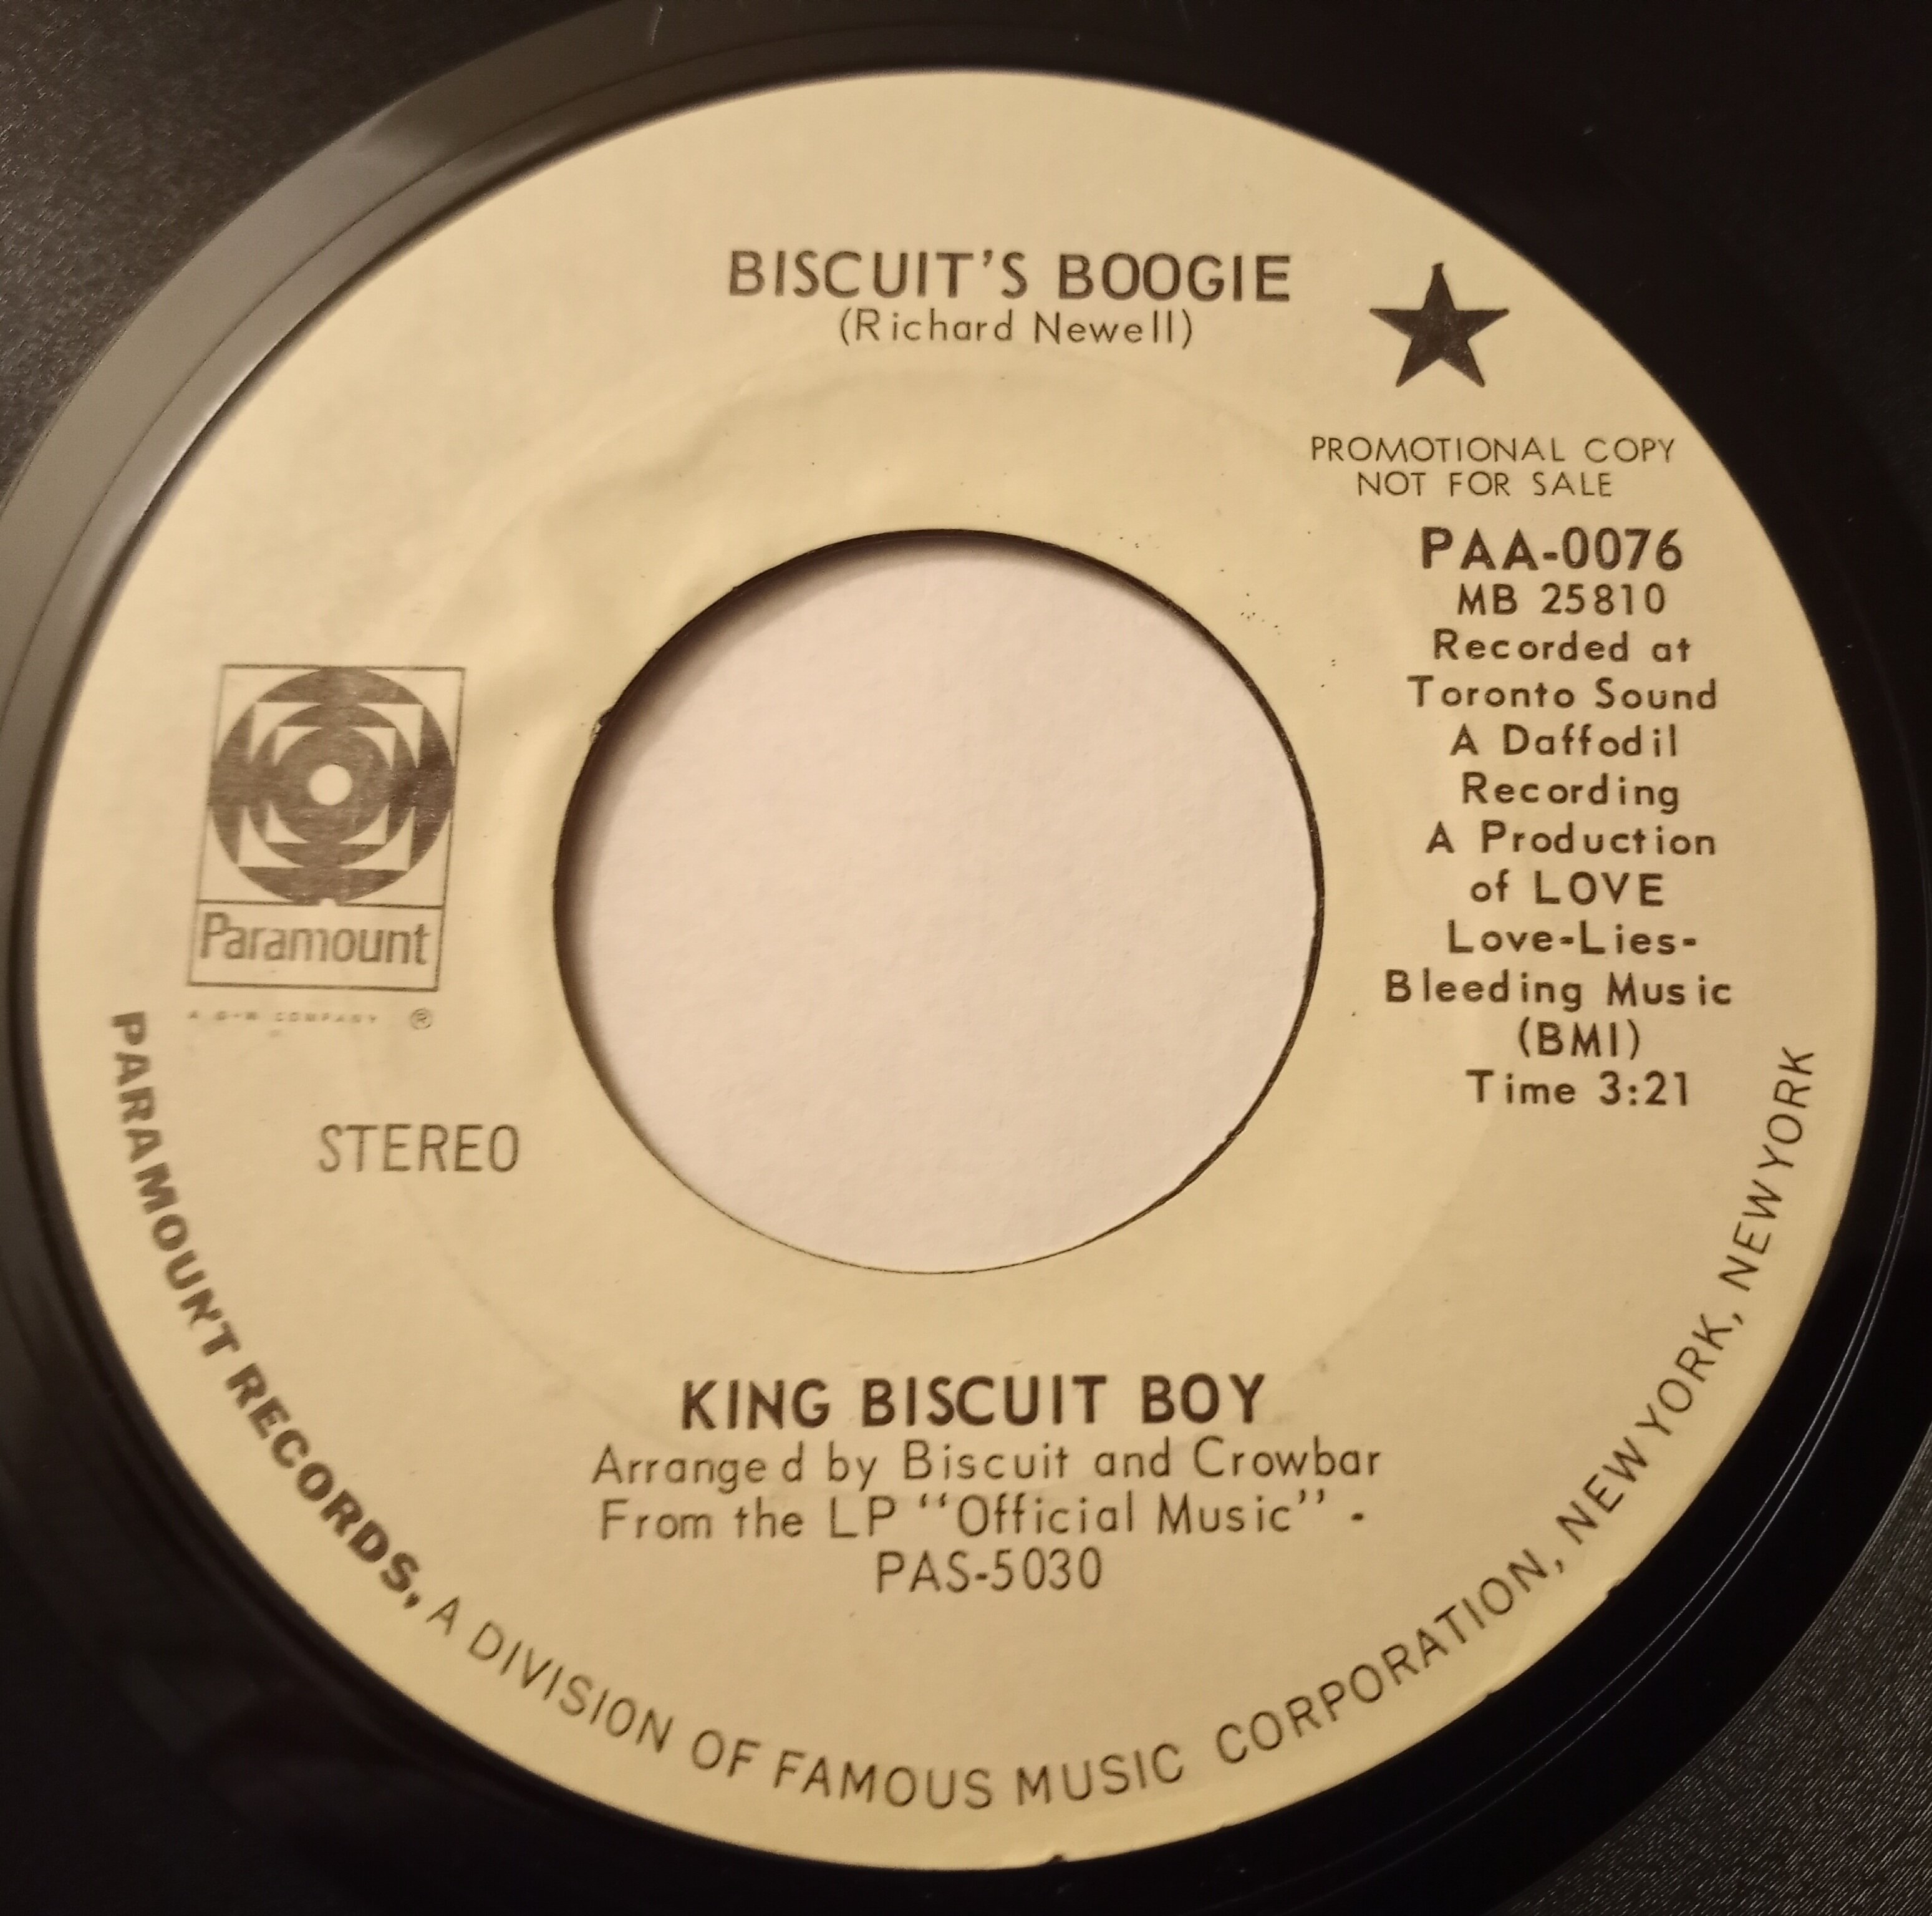 BISCUIT'S BOOGIE
(Richard Newell)
PROMOTIONAL COPY
NOT FOR SALE
PAA-0076
MB 25810
Recorded at
Toronto Sound
A Daffodil
Recording
A Production
of LOVE
Love-Lies-
Bleeding Music
(BMI)
Time 3:21
Paramount
A G+W COMPANY ®
STEREO
KING BISCUIT BOY
Arranged by Biscuit and Crowbar
From the LP "Official Music" -
PAS-5030
PARAMOUNT RECORDS, A DIVISION OF FAMOUS MUSIC CORPORATION, NEW YORK, NEW YORK